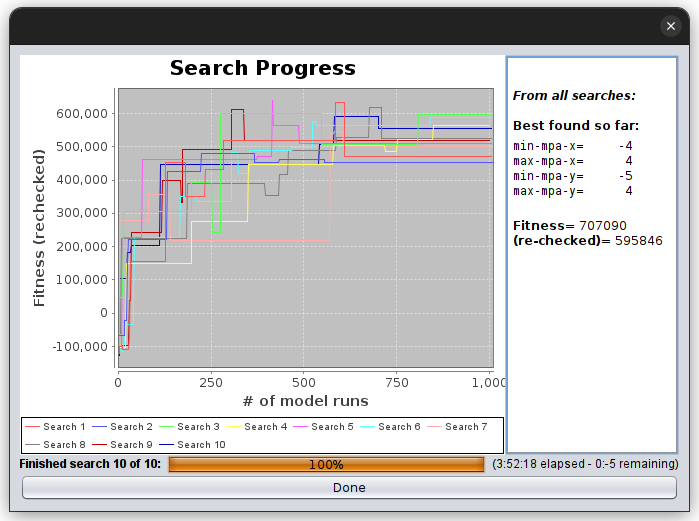 Search Progress
Fitness (rechecked)
600,000
500,000
400,000
300,000
200,000
100,000
0
-100,000
0 250 500 750 1,000
# of model runs
Search 1 Search 2 Search 3 Search 4 Search 5 Search 6 Search 7
Search 8 Search 9 Search 10
From all searches:
Best found so far:
min-mpa-x= -4
max-mpa-x= 4
min-mpa-y= -5
max-mpa-y= 4
Fitness= 707090
(re-checked)= 595846
Finished search 10 of 10: 100% (3:52:18 elapsed - 0:-5 remaining)
Done